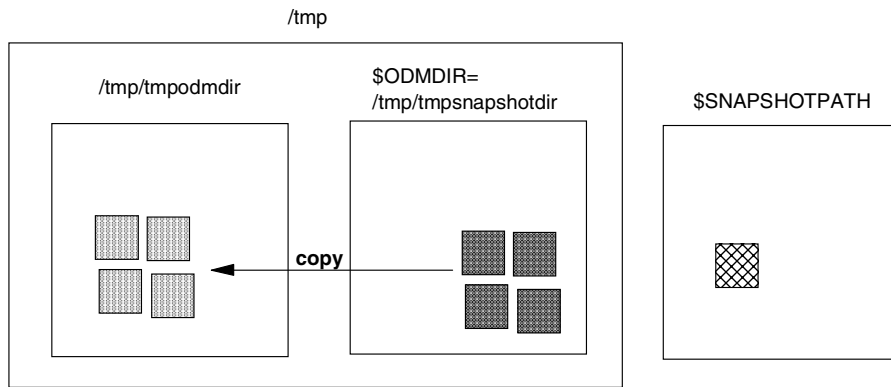 /tmp
/tmp/tmpodmdir
$ODMDIR=
/tmp/tmpsnapshotdir
$SNAPSHOTPATH
copy